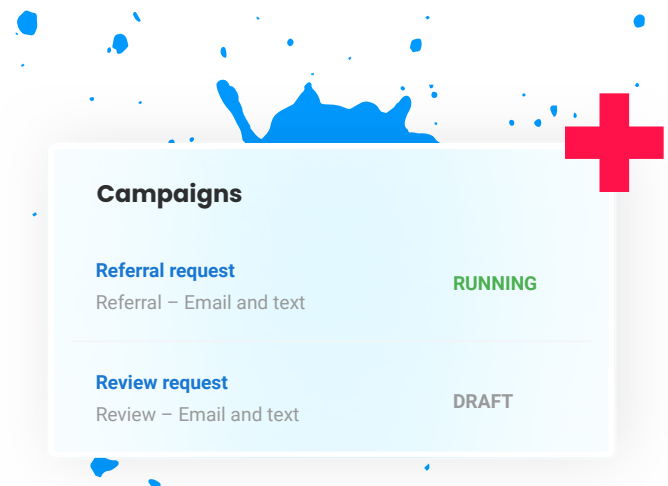 Campaigns
Referral request
Referral – Email and text
RUNNING
Review request
Review – Email and text
DRAFT